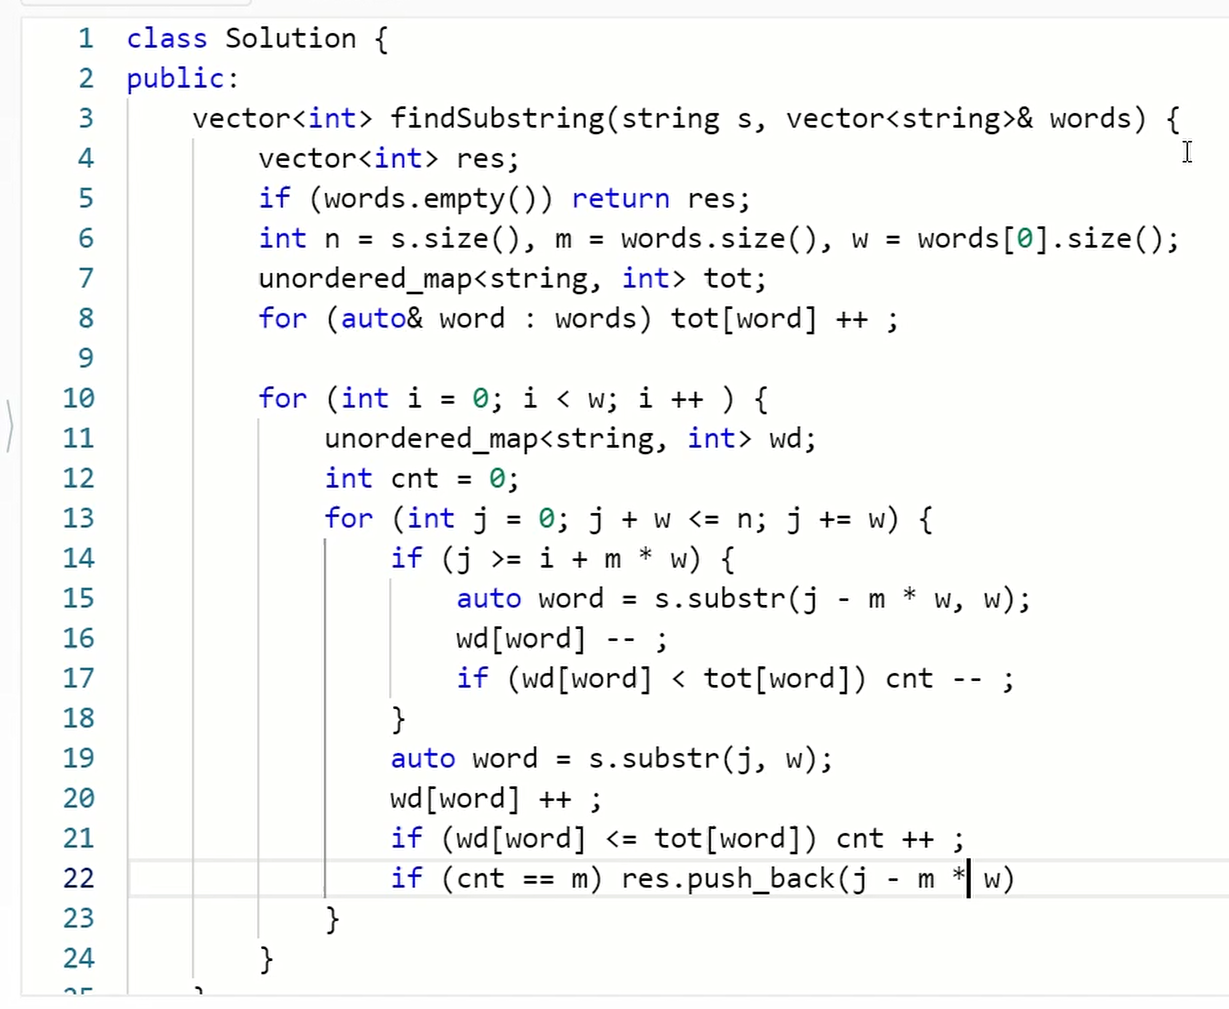 1 class Solution {
2 public:
3 vector<int> findSubstring(string s, vector<string>& words) {
4 vector<int> res;
5 if (words.empty()) return res;
6 int n = s.size(), m = words.size(), w = words[0].size();
7 unordered_map<string, int> tot;
8 for (auto& word : words) tot[word] ++ ;
9
10 for (int i = 0; i < w; i ++ ) {
11 unordered_map<string, int> wd;
12 int cnt = 0;
13 for (int j = 0; j + w <= n; j += w) {
14 if (j >= i + m * w) {
15 auto word = s.substr(j - m * w, w);
16 wd[word] -- ;
17 if (wd[word] < tot[word]) cnt -- ;
18 }
19 auto word = s.substr(j, w);
20 wd[word] ++ ;
21 if (wd[word] <= tot[word]) cnt ++ ;
22 if (cnt == m) res.push_back(j - m * w)
23 }
24 }